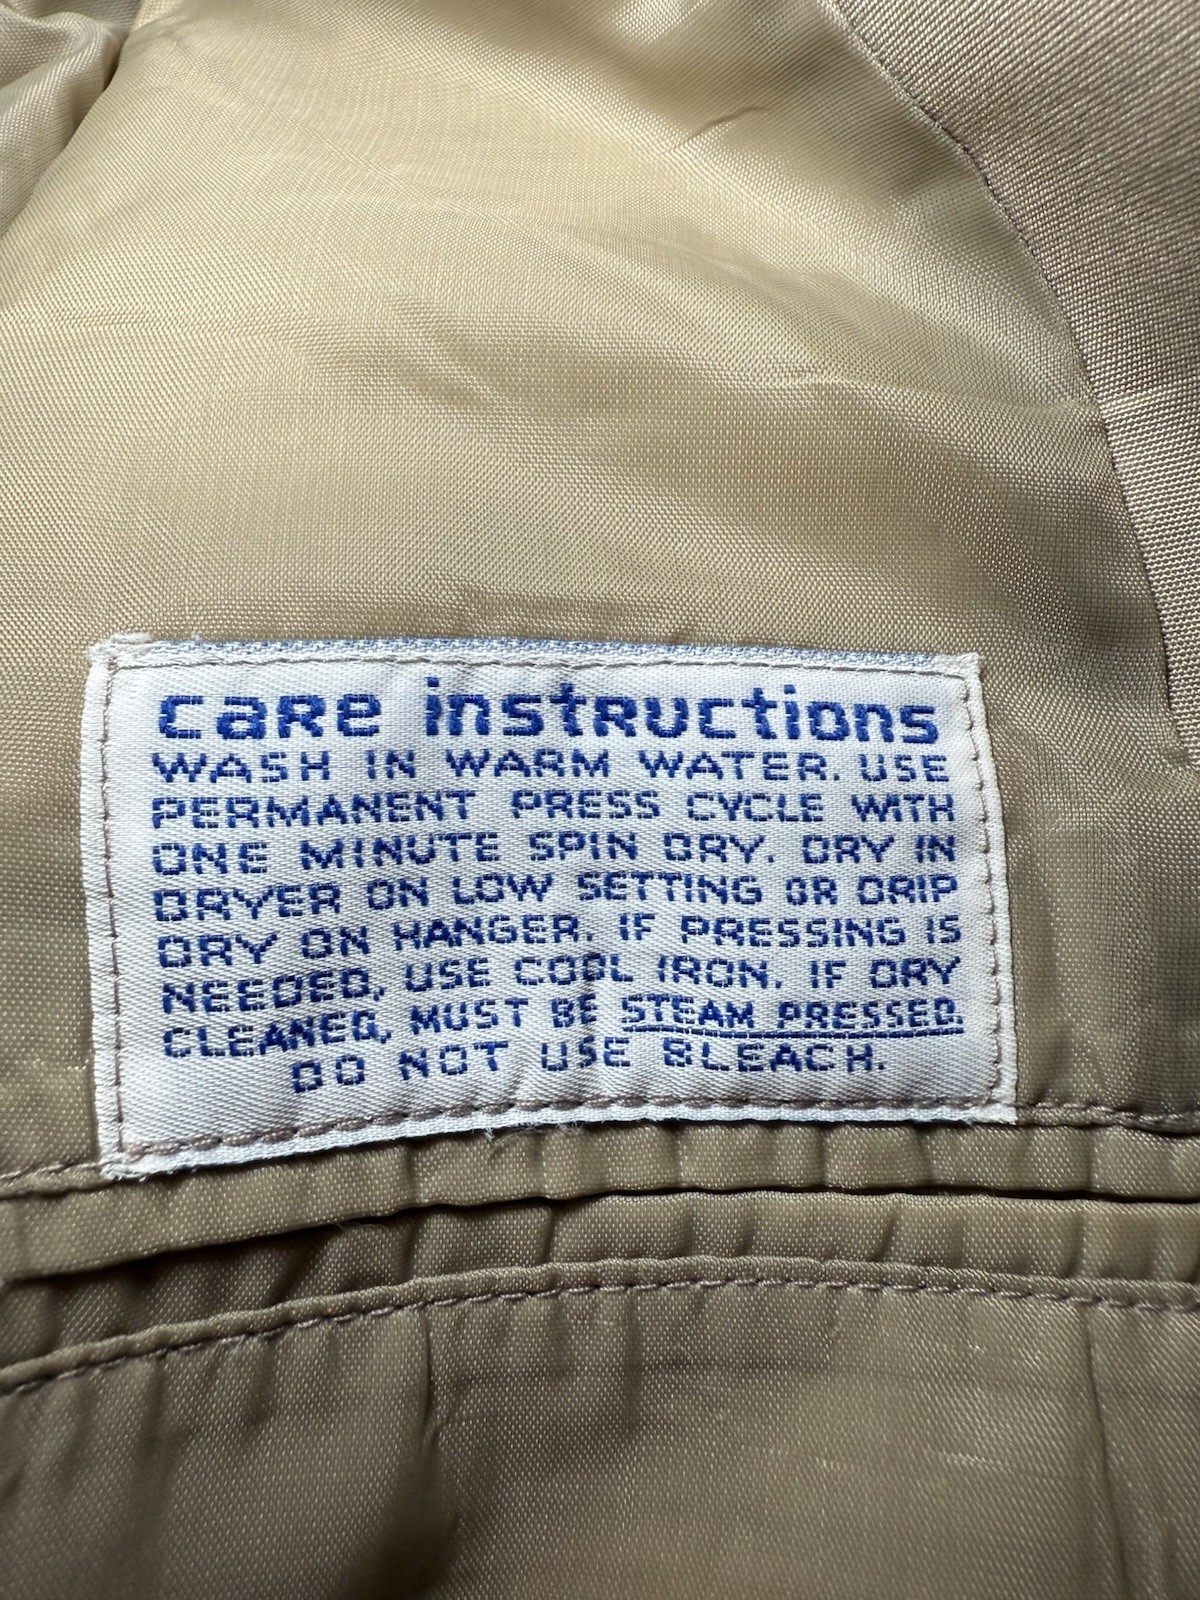 caRe instRuctions
WASH IN WARM WATER. USE
PERMANENT PRESS CYCLE WITH
ONE MINUTE SPIN DRY. DRY IN
DRYER ON LOW SETTING OR DRIP
DRY ON HANGER. IF PRESSING IS
NEEDED, USE COOL IRON. IF DRY
CLEANED, MUST BE STEAM PRESSED.
DO NOT USE BLEACH.